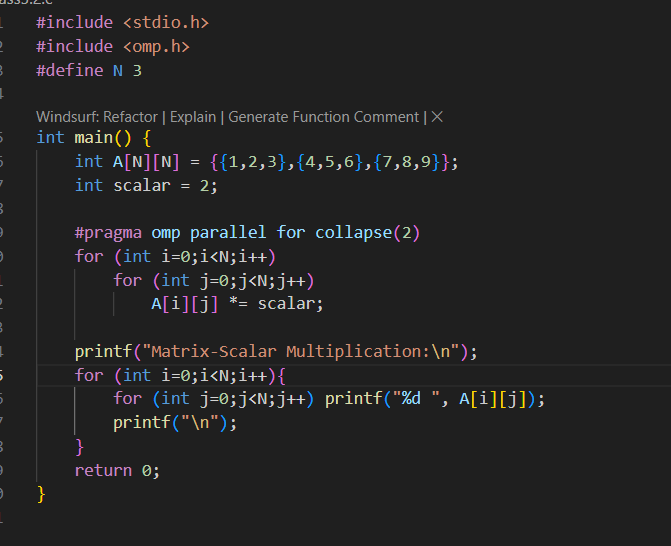 ass3.2.c
#include <stdio.h>
#include <omp.h>
#define N 3
Windsurf: Refactor | Explain | Generate Function Comment | ×
int main() {
    int A[N][N] = {{1,2,3},{4,5,6},{7,8,9}};
    int scalar = 2;

    #pragma omp parallel for collapse(2)
    for (int i=0;i<N;i++)
        for (int j=0;j<N;j++)
            A[i][j] *= scalar;

    printf("Matrix-Scalar Multiplication:\n");
    for (int i=0;i<N;i++){
        for (int j=0;j<N;j++) printf("%d ", A[i][j]);
        printf("\n");
    }
    return 0;
}